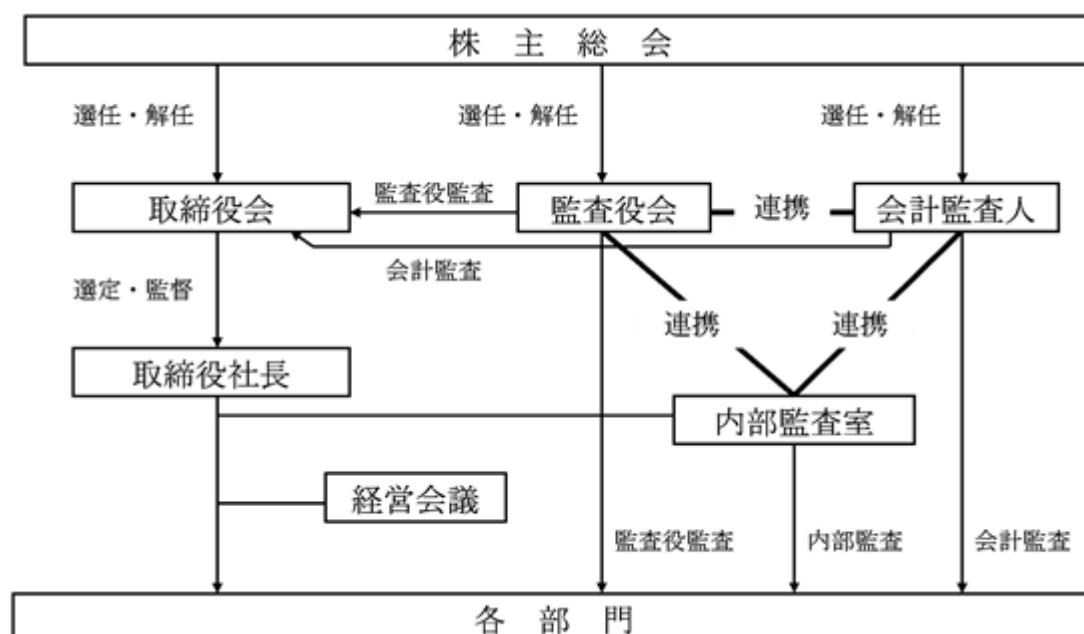 株主総会
選任・解任
選任・解任
選任・解任
取締役会
監査役監査
監査役会
連携
会計監査人
会計監査
選定・監督
連携
連携
取締役社長
内部監査室
経営会議
監査役監査
内部監査
会計監査
各部門